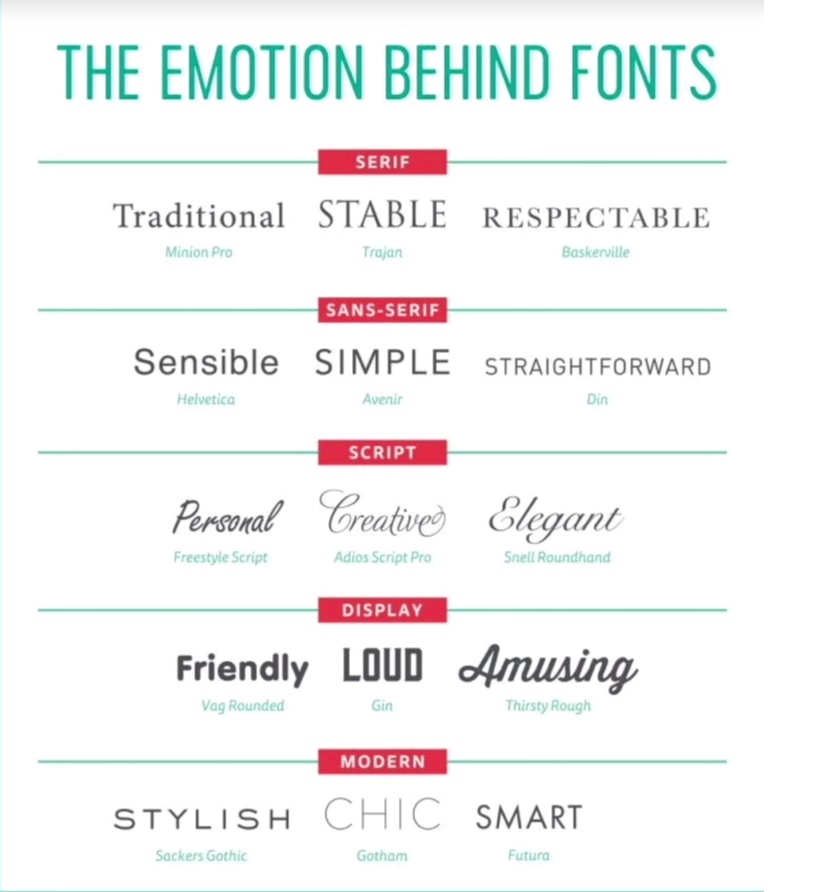 THE EMOTION BEHIND FONTS
SERIF
Traditional STABLE RESPECTABLE
Minion Pro Trajan Baskerville
SANS-SERIF
Sensible SIMPLE STRAIGHTFORWARD
Helvetica Avenir Din
SCRIPT
Personal Creative Elegant
Freestyle Script Adios Script Pro Snell Roundhand
DISPLAY
Friendly LOUD Amusing
Vag Rounded Gin Thirsty Rough
MODERN
STYLISH CHIC SMART
Sackers Gothic Gotham Futura